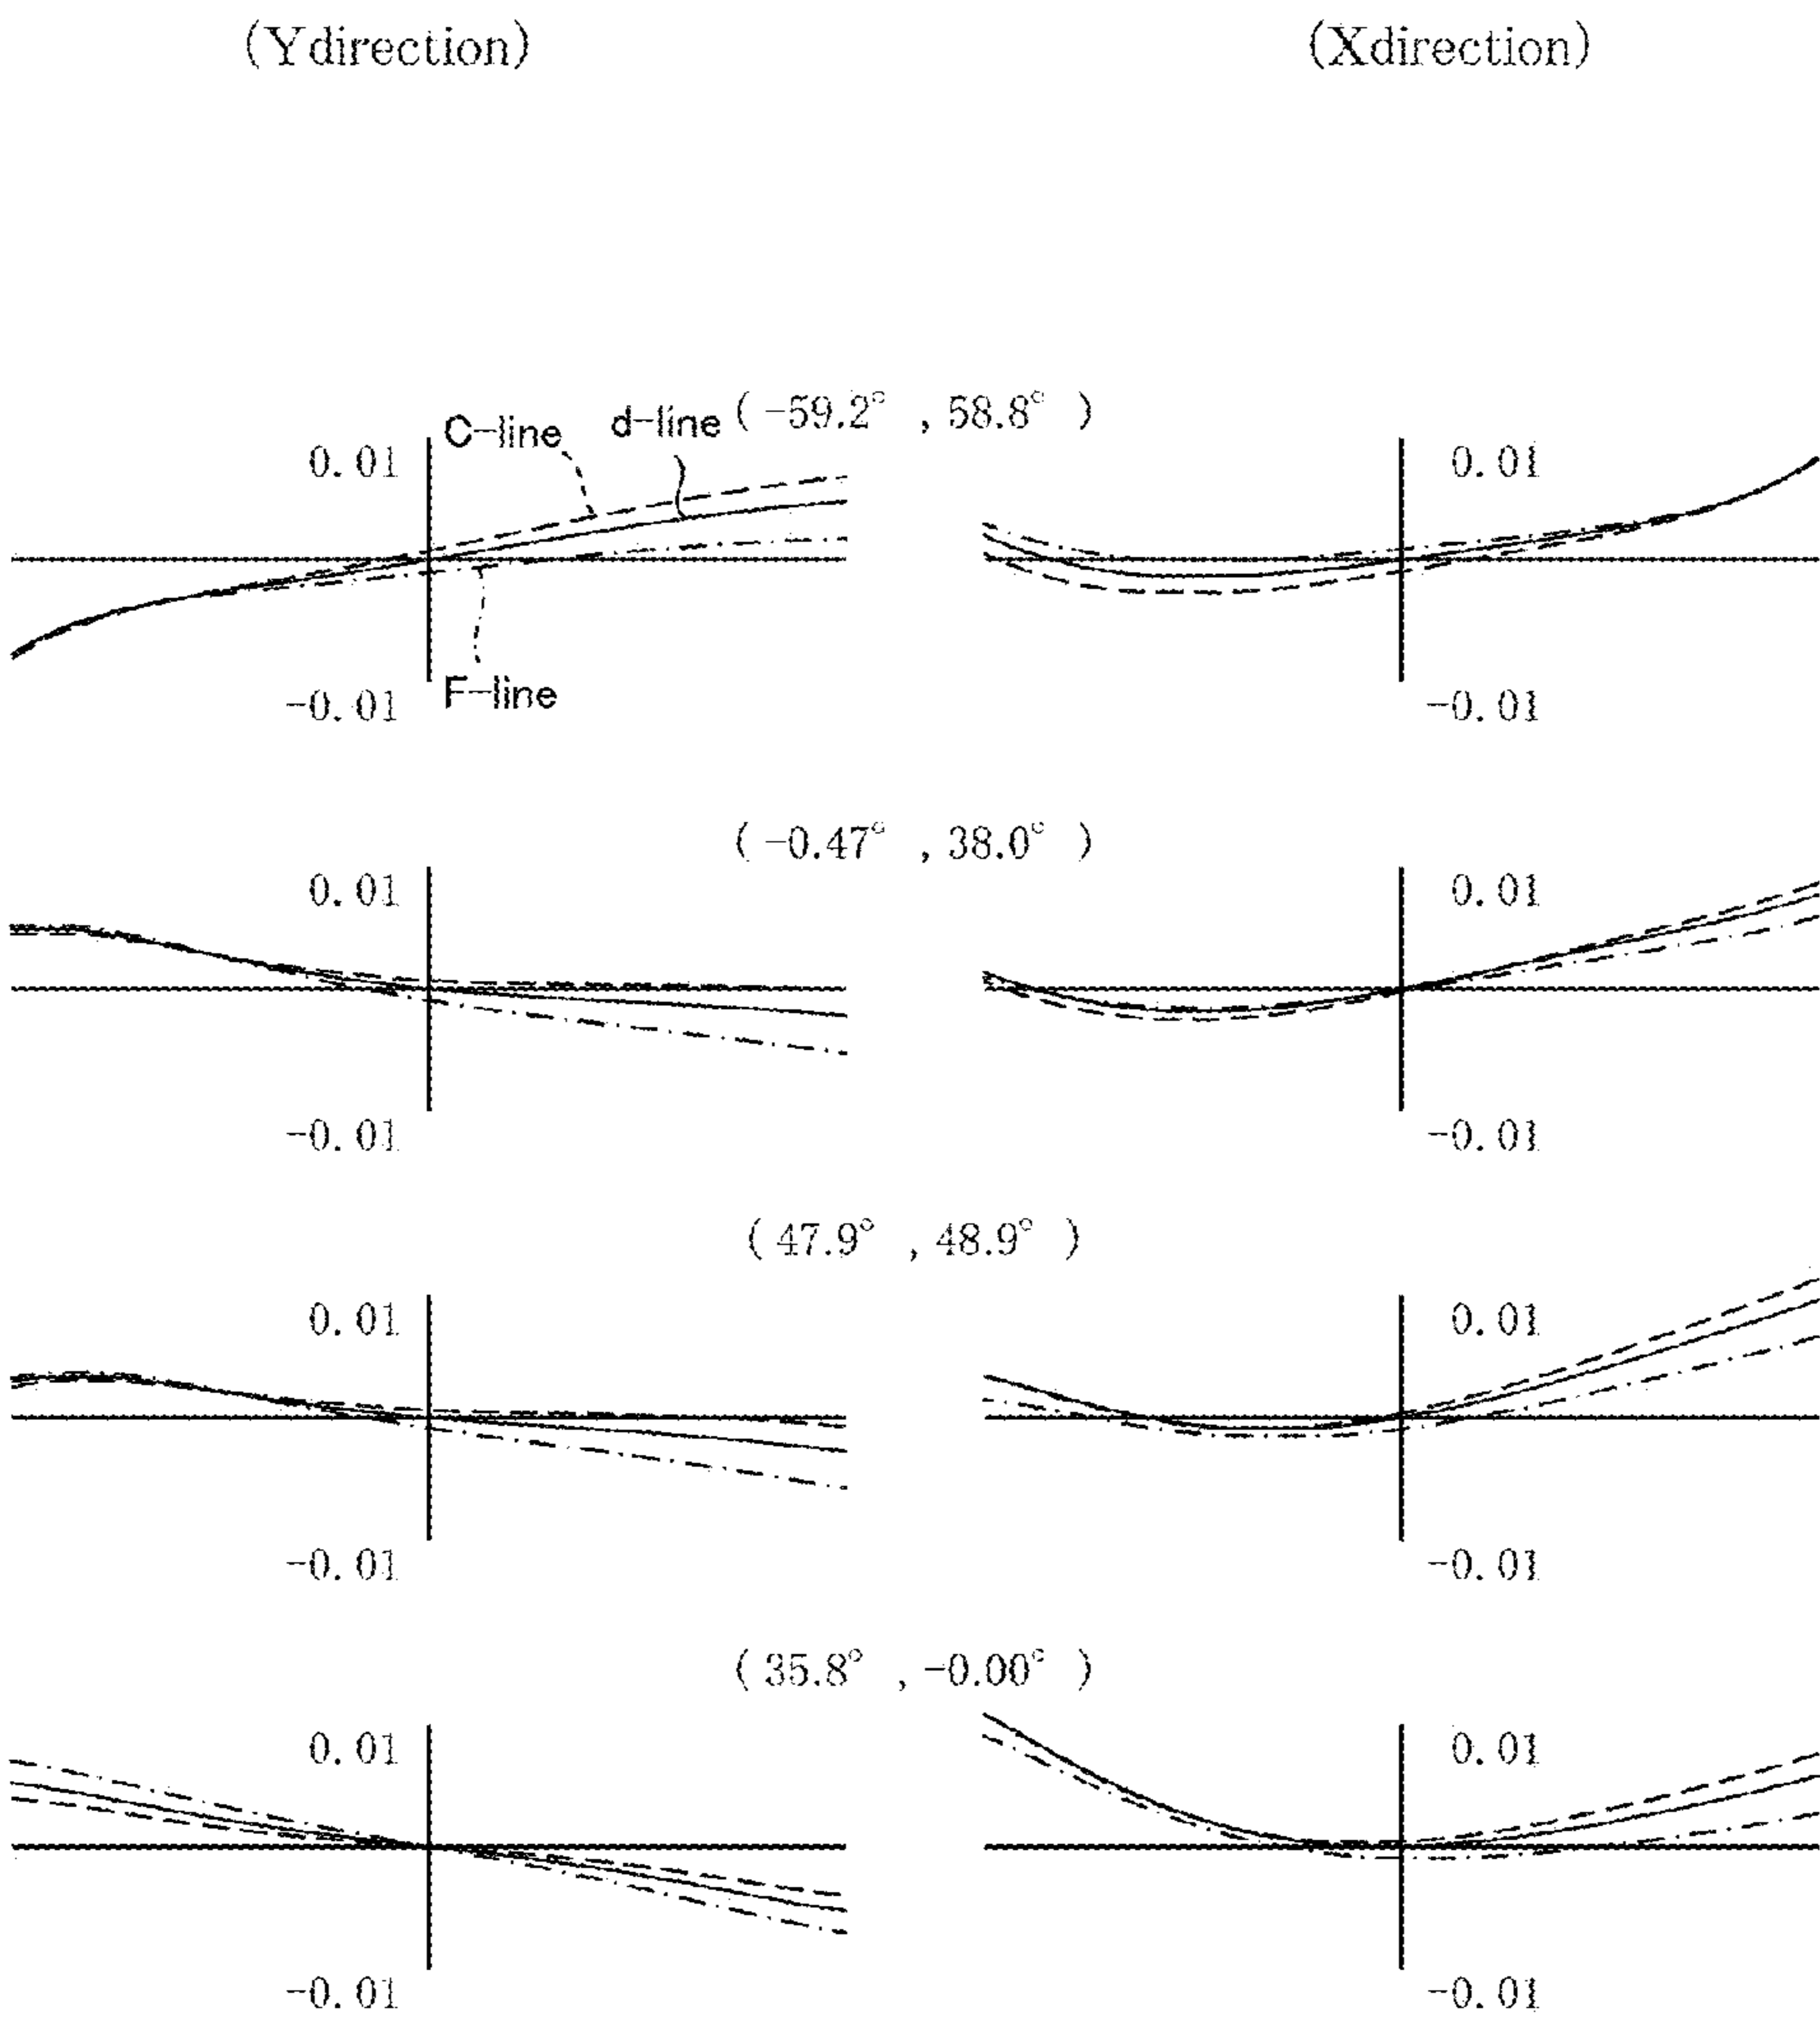 (Ydirection) (Xdirection)
(-59.2° ,58.8° )
C-line d-line
0.01 0.01
F-line
-0.01 -0.01
(-0.47° ,38.0° )
0.01 0.01
-0.01 -0.01
(47.9° ,48.9° )
0.01 0.01
-0.01 -0.01
(35.8° ,-0.00° )
0.01 0.01
-0.01 -0.01